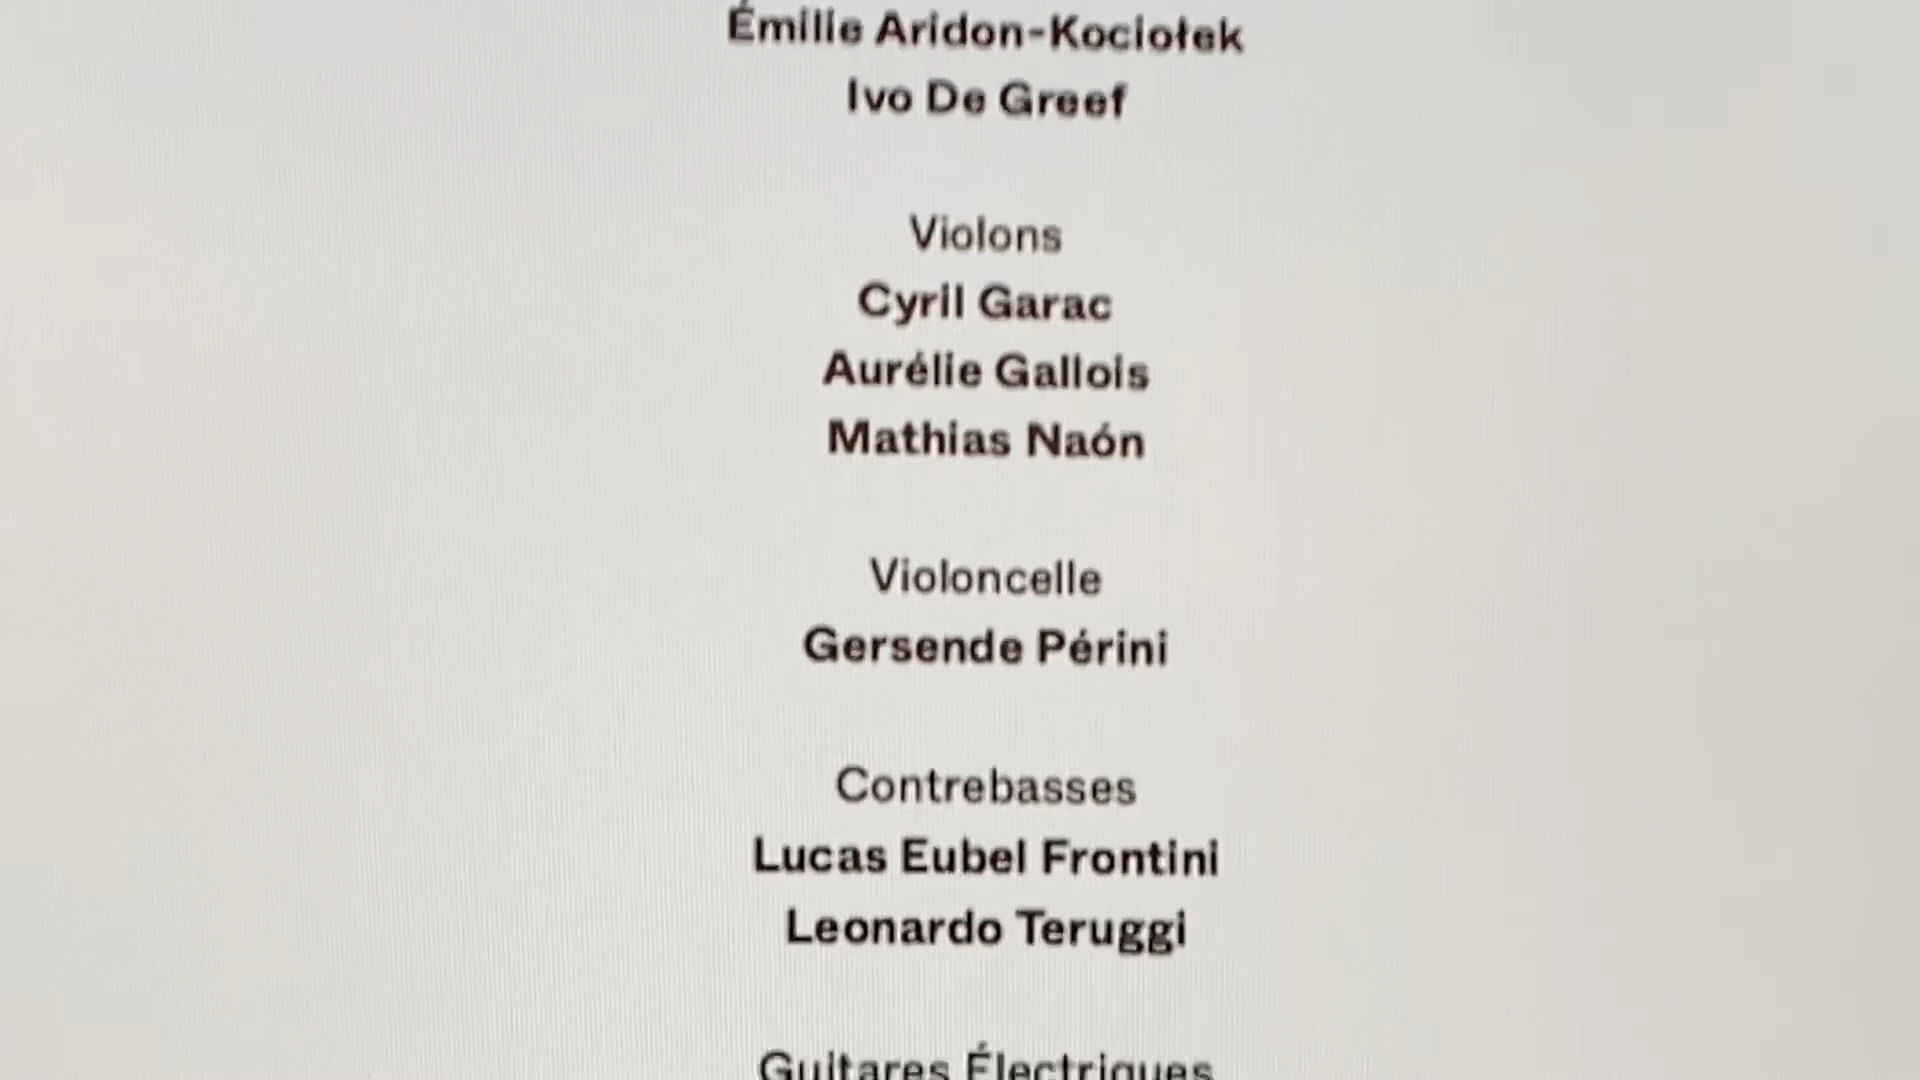 Émilie Aridon-Kociołek
Ivo De Greef
Violons
Cyril Garac
Aurélie Gallois
Mathias Naón
Violoncelle
Gersende Périni
Contrebasses
Lucas Eubel Frontini
Leonardo Teruggi
Guitares Électriques